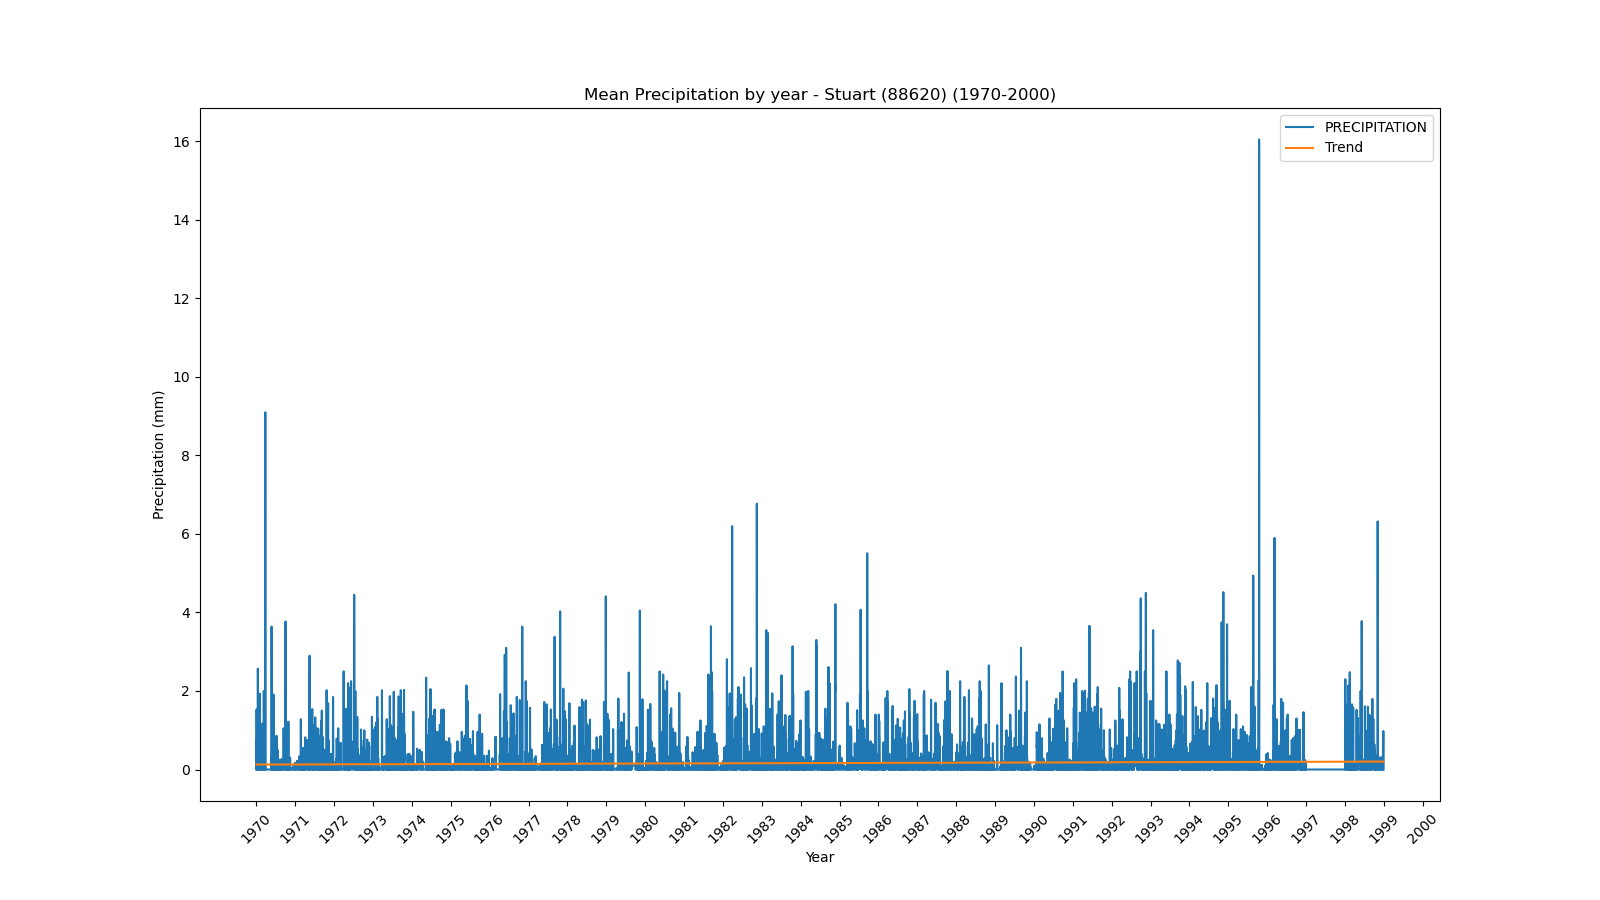 Mean Precipitation by year - Stuart (88620) (1970-2000)
PRECIPITATION
Trend
16
14
12
10
8
6
4
2
0
Precipitation (mm)
1970 1971 1972 1973 1974 1975 1976 1977 1978 1979 1980 1981 1982 1983 1984 1985 1986 1987 1988 1989 1990 1991 1992 1993 1994 1995 1996 1997 1998 1999 2000
Year